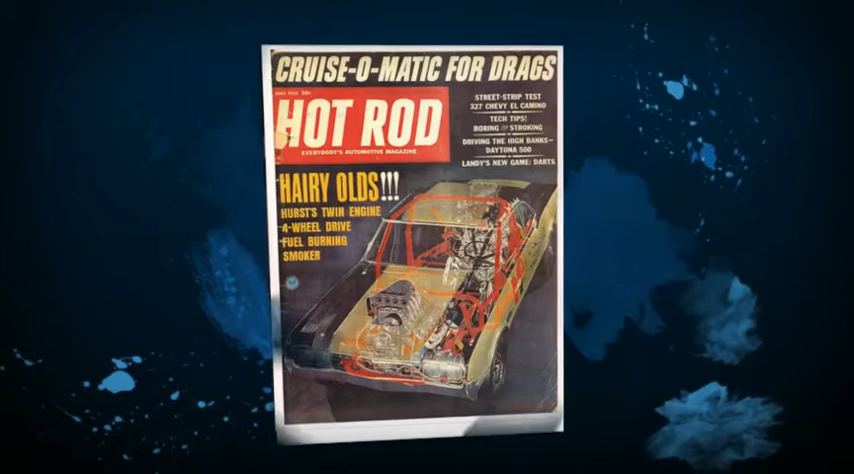 CRUISE-O-MATIC FOR DRAGS
50¢
HOT ROD
EVERYBODY'S AUTOMOTIVE MAGAZINE
STREET-STRIP TEST
327 CHEVY EL CAMINO
TECH TIPS!
BORING & STROKING
DRIVING THE HIGH BANKS—
DAYTONA 500
LANDY'S NEW GAME: DARTS
HAIRY OLDS!!!
HURST'S TWIN ENGINE
4-WHEEL DRIVE
FUEL BURNING
SMOKER